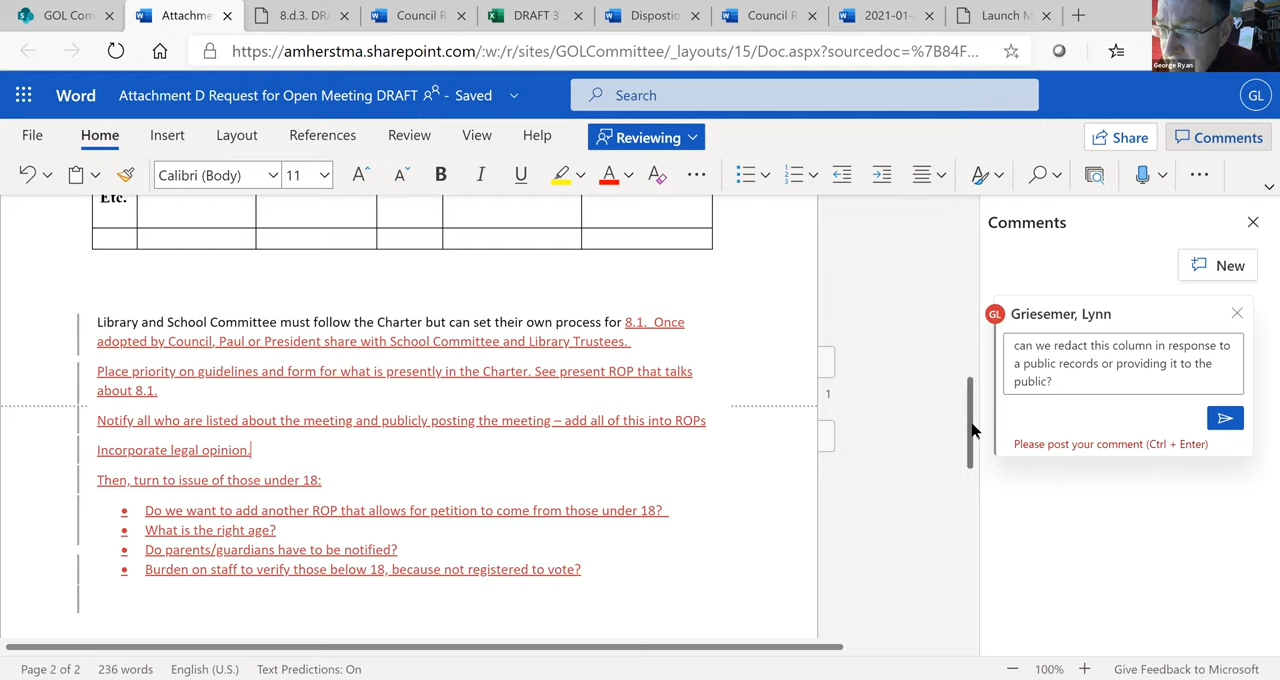 GOL Com
Attachme
8.d.3. DRA
Council R
DRAFT 3
Dispostio
Council R
2021-01-
Launch M
https://amherstma.sharepoint.com/:w:/r/sites/GOLCommittee/_layouts/15/Doc.aspx?sourcedoc=%7B84F...
George Ryan
Word
Attachment D Request for Open Meeting DRAFT - Saved
Search
GL
File
Home
Insert
Layout
References
Review
View
Help
Reviewing
Share
Comments
Calibri (Body)
11
Etc.
Library and School Committee must follow the Charter but can set their own process for 8.1. Once
adopted by Council, Paul or President share with School Committee and Library Trustees.
Place priority on guidelines and form for what is presently in the Charter. See present ROP that talks
about 8.1.
Notify all who are listed about the meeting and publicly posting the meeting – add all of this into ROPs
Incorporate legal opinion.
Then, turn to issue of those under 18:
• Do we want to add another ROP that allows for petition to come from those under 18?
• What is the right age?
• Do parents/guardians have to be notified?
• Burden on staff to verify those below 18, because not registered to vote?
1
Comments
New
GL
Griesemer, Lynn
can we redact this column in response to
a public records or providing it to the
public?
Please post your comment (Ctrl + Enter)
Page 2 of 2
236 words
English (U.S.)
Text Predictions: On
100%
Give Feedback to Microsoft